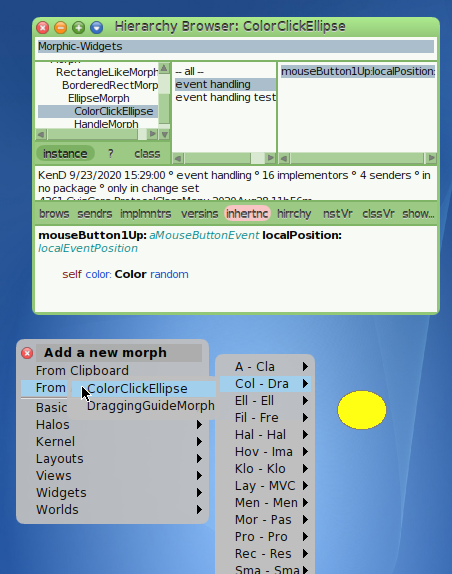 Hierarchy Browser: ColorClickEllipse
Morphic-Widgets
RectangleLikeMorph
BorderedRectMorp
EllipseMorph
ColorClickEllipse
HandleMorph
-- all --
event handling
event handling test
mouseButton1Up:localPosition:
instance ? class
KenD 9/23/2020 15:29:00 ° event handling ° 16 implementors ° 4 senders ° in
no package ° only in change set
brows sendrs implmntrs versins inhertnc hirrchy nstVr clssVr show...
mouseButton1Up: aMouseButtonEvent localPosition:
localEventPosition
self color: Color random
Add a new morph
From Clipboard
From
Basic
Halos
Kernel
Layouts
Views
Widgets
Worlds
ColorClickEllipse
DraggingGuideMorph
A - Cla
Col - Dra
Ell - Ell
Fil - Fre
Hal - Hal
Hov - Ima
Klo - Klo
Lay - MVC
Men - Men
Mor - Pas
Pro - Pro
Rec - Res
Sma - Sma